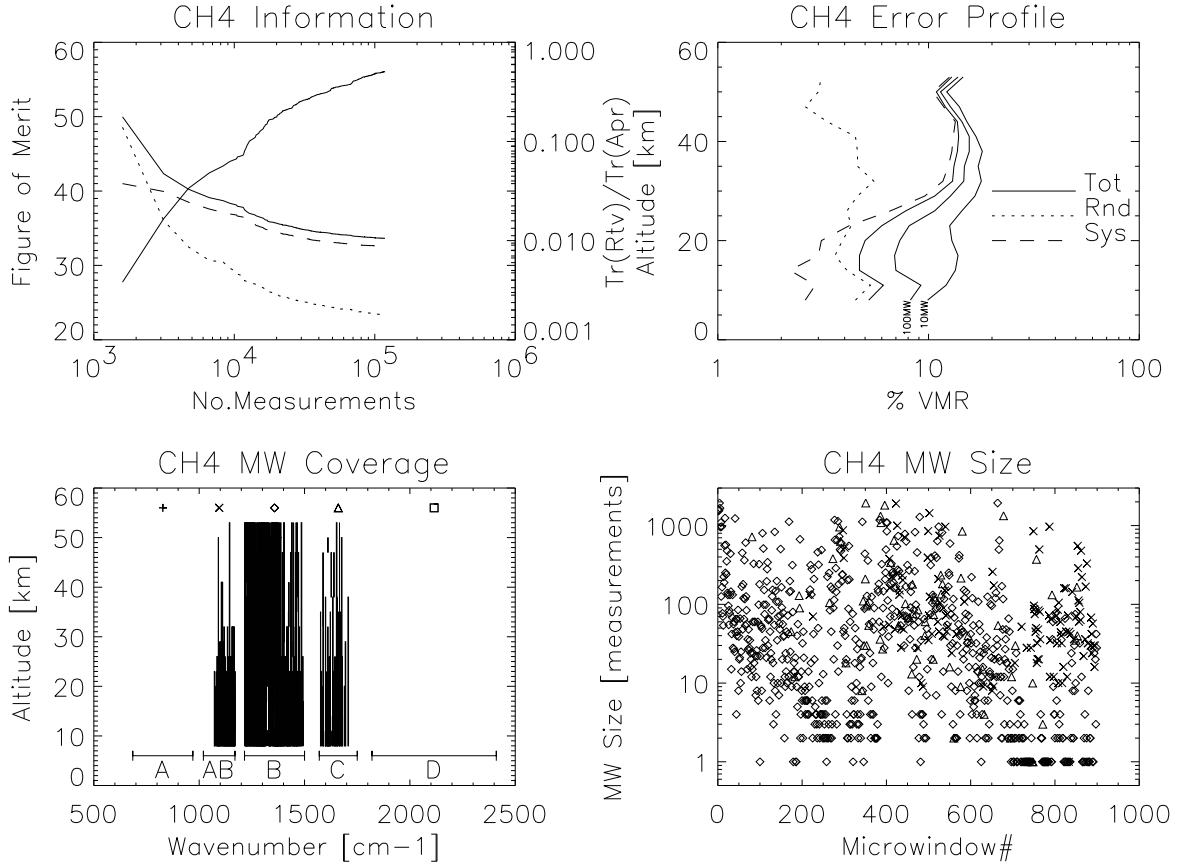 CH4 Information
60
50
40
30
20
Figure of Merit
1.000
0.100
0.010
0.001
Tr(Rtv)/Tr(Apr)
10^3
10^4
10^5
10^6
No.Measurements
CH4 Error Profile
60
40
20
0
Altitude [km]
Tot
Rnd
Sys
100MW
10MW
1
10
100
% VMR
CH4 MW Coverage
60
50
40
30
20
10
0
Altitude [km]
A
AB
B
C
D
500
1000
1500
2000
2500
Wavenumber [cm-1]
CH4 MW Size
1000
100
10
1
MW Size [measurements]
0
200
400
600
800
1000
Microwindow#